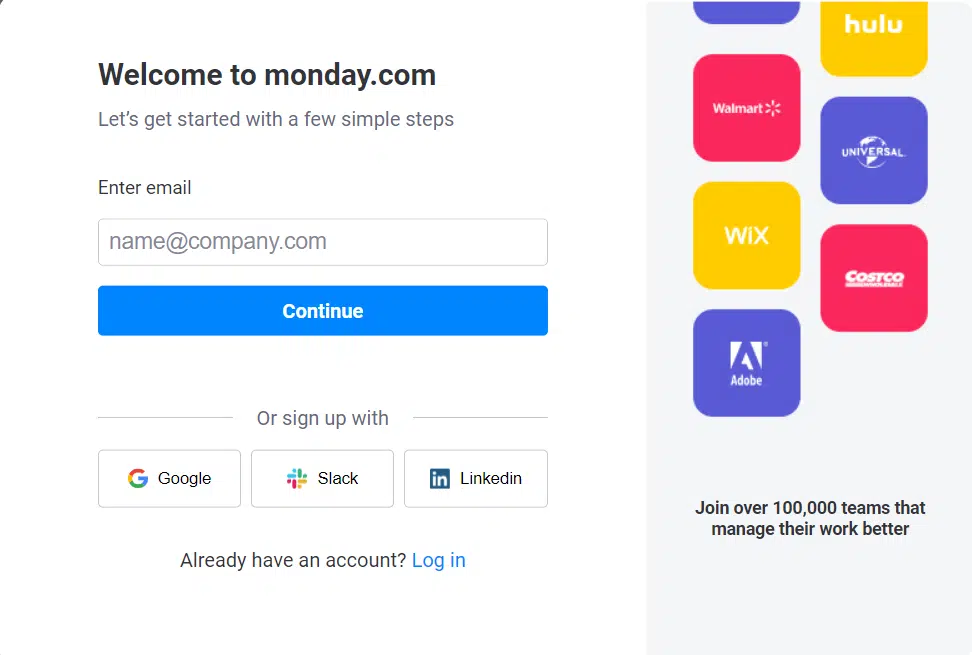 Welcome to monday.com
Let’s get started with a few simple steps
Enter email
name@company.com
Continue
Or sign up with
Google
Slack
Linkedin
Already have an account? Log in
hulu
Walmart
UNIVERSAL
WiX
COSTCO
Adobe
Join over 100,000 teams that
manage their work better